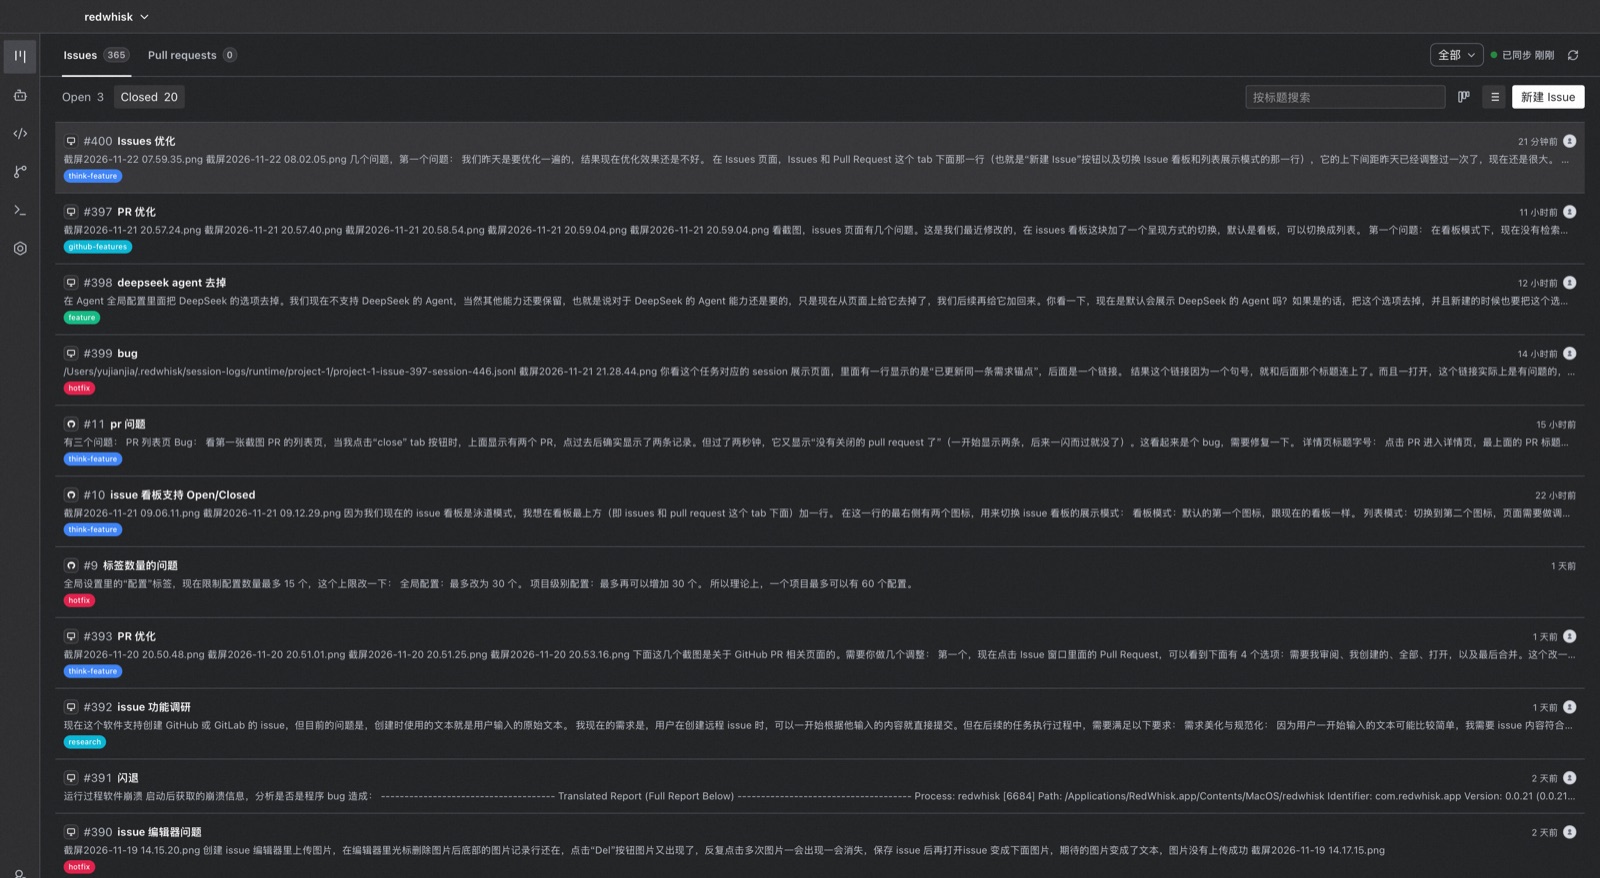 redwhisk
Issues 365 Pull requests 0 全部 已同步 刚刚
Open 3 Closed 20 按标题搜索 新建 Issue
#400 Issues 优化 21 分钟前
截屏2026-11-22 07.59.35.png 截屏2026-11-22 08.02.05.png 几个问题，第一个问题： 我们昨天是要优化一遍的，结果现在优化效果还是不好。 在 Issues 页面，Issues 和 Pull Request 这个 tab 下面那一行（也就是“新建 Issue”按钮以及切换 Issue 看板和列表展示模式的那一行），它的上下间距昨天已经调整过一次了，现在还是很大。 ...
think-feature
#397 PR 优化 11 小时前
截屏2026-11-21 20.57.24.png 截屏2026-11-21 20.57.40.png 截屏2026-11-21 20.58.54.png 截屏2026-11-21 20.59.04.png 截屏2026-11-21 20.59.04.png 看截图，issues 页面有几个问题。这是我们最近修改的，在 issues 看板这块加了一个呈现方式的切换，默认是看板，可以切换成列表。 第一个问题： 在看板模式下，现在没有检索...
github-features
#398 deepseek agent 去掉 12 小时前
在 Agent 全局配置里面把 DeepSeek 的选项去掉。我们现在不支持 DeepSeek 的 Agent，当然其他能力还要保留，也就是说对于 DeepSeek 的 Agent 能力还是要的，只是现在从页面上给它去掉了，我们后续再给它加回来。你看一下，现在是默认会展示 DeepSeek 的 Agent 吗？如果是的话，把这个选项去掉，并且新建的时候也要把这个选...
feature
#399 bug 14 小时前
/Users/yujianjia/.redwhisk/session-logs/runtime/project-1/project-1-issue-397-session-446.jsonl 截屏2026-11-21 21.28.44.png 你看这个任务对应的 session 展示页面，里面有一行显示的是“已更新同一条需求锚点”，后面是一个链接。 结果这个链接因为一个句号，就和后面那个标题连上了。而且一打开，这个链接实际上是有问题的，...
hotfix
#11 pr 问题 15 小时前
有三个问题： PR 列表页 Bug： 看第一张截图 PR 的列表页，当我点击“close” tab 按钮时，上面显示有两个 PR，点过去后确实显示了两条记录。但过了两秒钟，它又显示“没有关闭的 pull request 了”（一开始显示两条，后来一闪而过就没了）。这看起来是个 bug，需要修复一下。 详情页标题字号： 点击 PR 进入详情页，最上面的 PR 标题...
think-feature
#10 issue 看板支持 Open/Closed 22 小时前
截屏2026-11-21 09.06.11.png 截屏2026-11-21 09.12.29.png 因为我们现在的 issue 看板是泳道模式，我想在看板最上方（即 issues 和 pull request 这个 tab 下面）加一行。 在这一行的最右侧有两个图标，用来切换 issue 看板的展示模式： 看板模式：默认的第一个图标，跟现在的看板一样。 列表模式：切换到第二个图标，页面需要做调...
think-feature
#9 标签数量的问题 1 天前
全局设置里的“配置”标签，现在限制配置数量最多 15 个，这个上限改一下： 全局配置：最多改为 30 个。 项目级别配置：最多再可以增加 30 个。 所以理论上，一个项目最多可以有 60 个配置。
hotfix
#393 PR 优化 1 天前
截屏2026-11-20 20.50.48.png 截屏2026-11-20 20.51.01.png 截屏2026-11-20 20.51.25.png 截屏2026-11-20 20.53.16.png 下面这几个截图是关于 GitHub PR 相关页面的。需要你做几个调整： 第一个，现在点击 Issue 窗口里面的 Pull Request，可以看到下面有 4 个选项：需要我审阅、我创建的、全部、打开，以及最后合并。这个改一...
think-feature
#392 issue 功能调研 1 天前
现在这个软件支持创建 GitHub 或 GitLab 的 issue，但目前的问题是，创建时使用的文本就是用户输入的原始文本。 我现在的需求是，用户在创建远程 issue 时，可以一开始根据他输入的内容就直接提交。但在后续的任务执行过程中，需要满足以下要求： 需求美化与规范化： 因为用户一开始输入的文本可能比较简单，我需要 issue 内容符合...
research
#391 闪退 2 天前
运行过程软件崩溃 启动后获取的崩溃信息，分析是否是程序 bug 造成： ------------------------------------- Translated Report (Full Report Below) ------------------------------------- Process: redwhisk [6684] Path: /Applications/RedWhisk.app/Contents/MacOS/redwhisk Identifier: com.redwhisk.app Version: 0.0.21 (0.0.21...
#390 issue 编辑器问题 2 天前
截屏2026-11-19 14.15.20.png 创建 issue 编辑器里上传图片，在编辑器里光标删除图片后底部的图片记录行还在，点击“Del”按钮图片又出现了，反复点击多次图片一会出现一会消失，保存 issue 后再打开issue 变成下面图片，期待的图片变成了文本，图片没有上传成功 截屏2026-11-19 14.17.15.png
hotfix